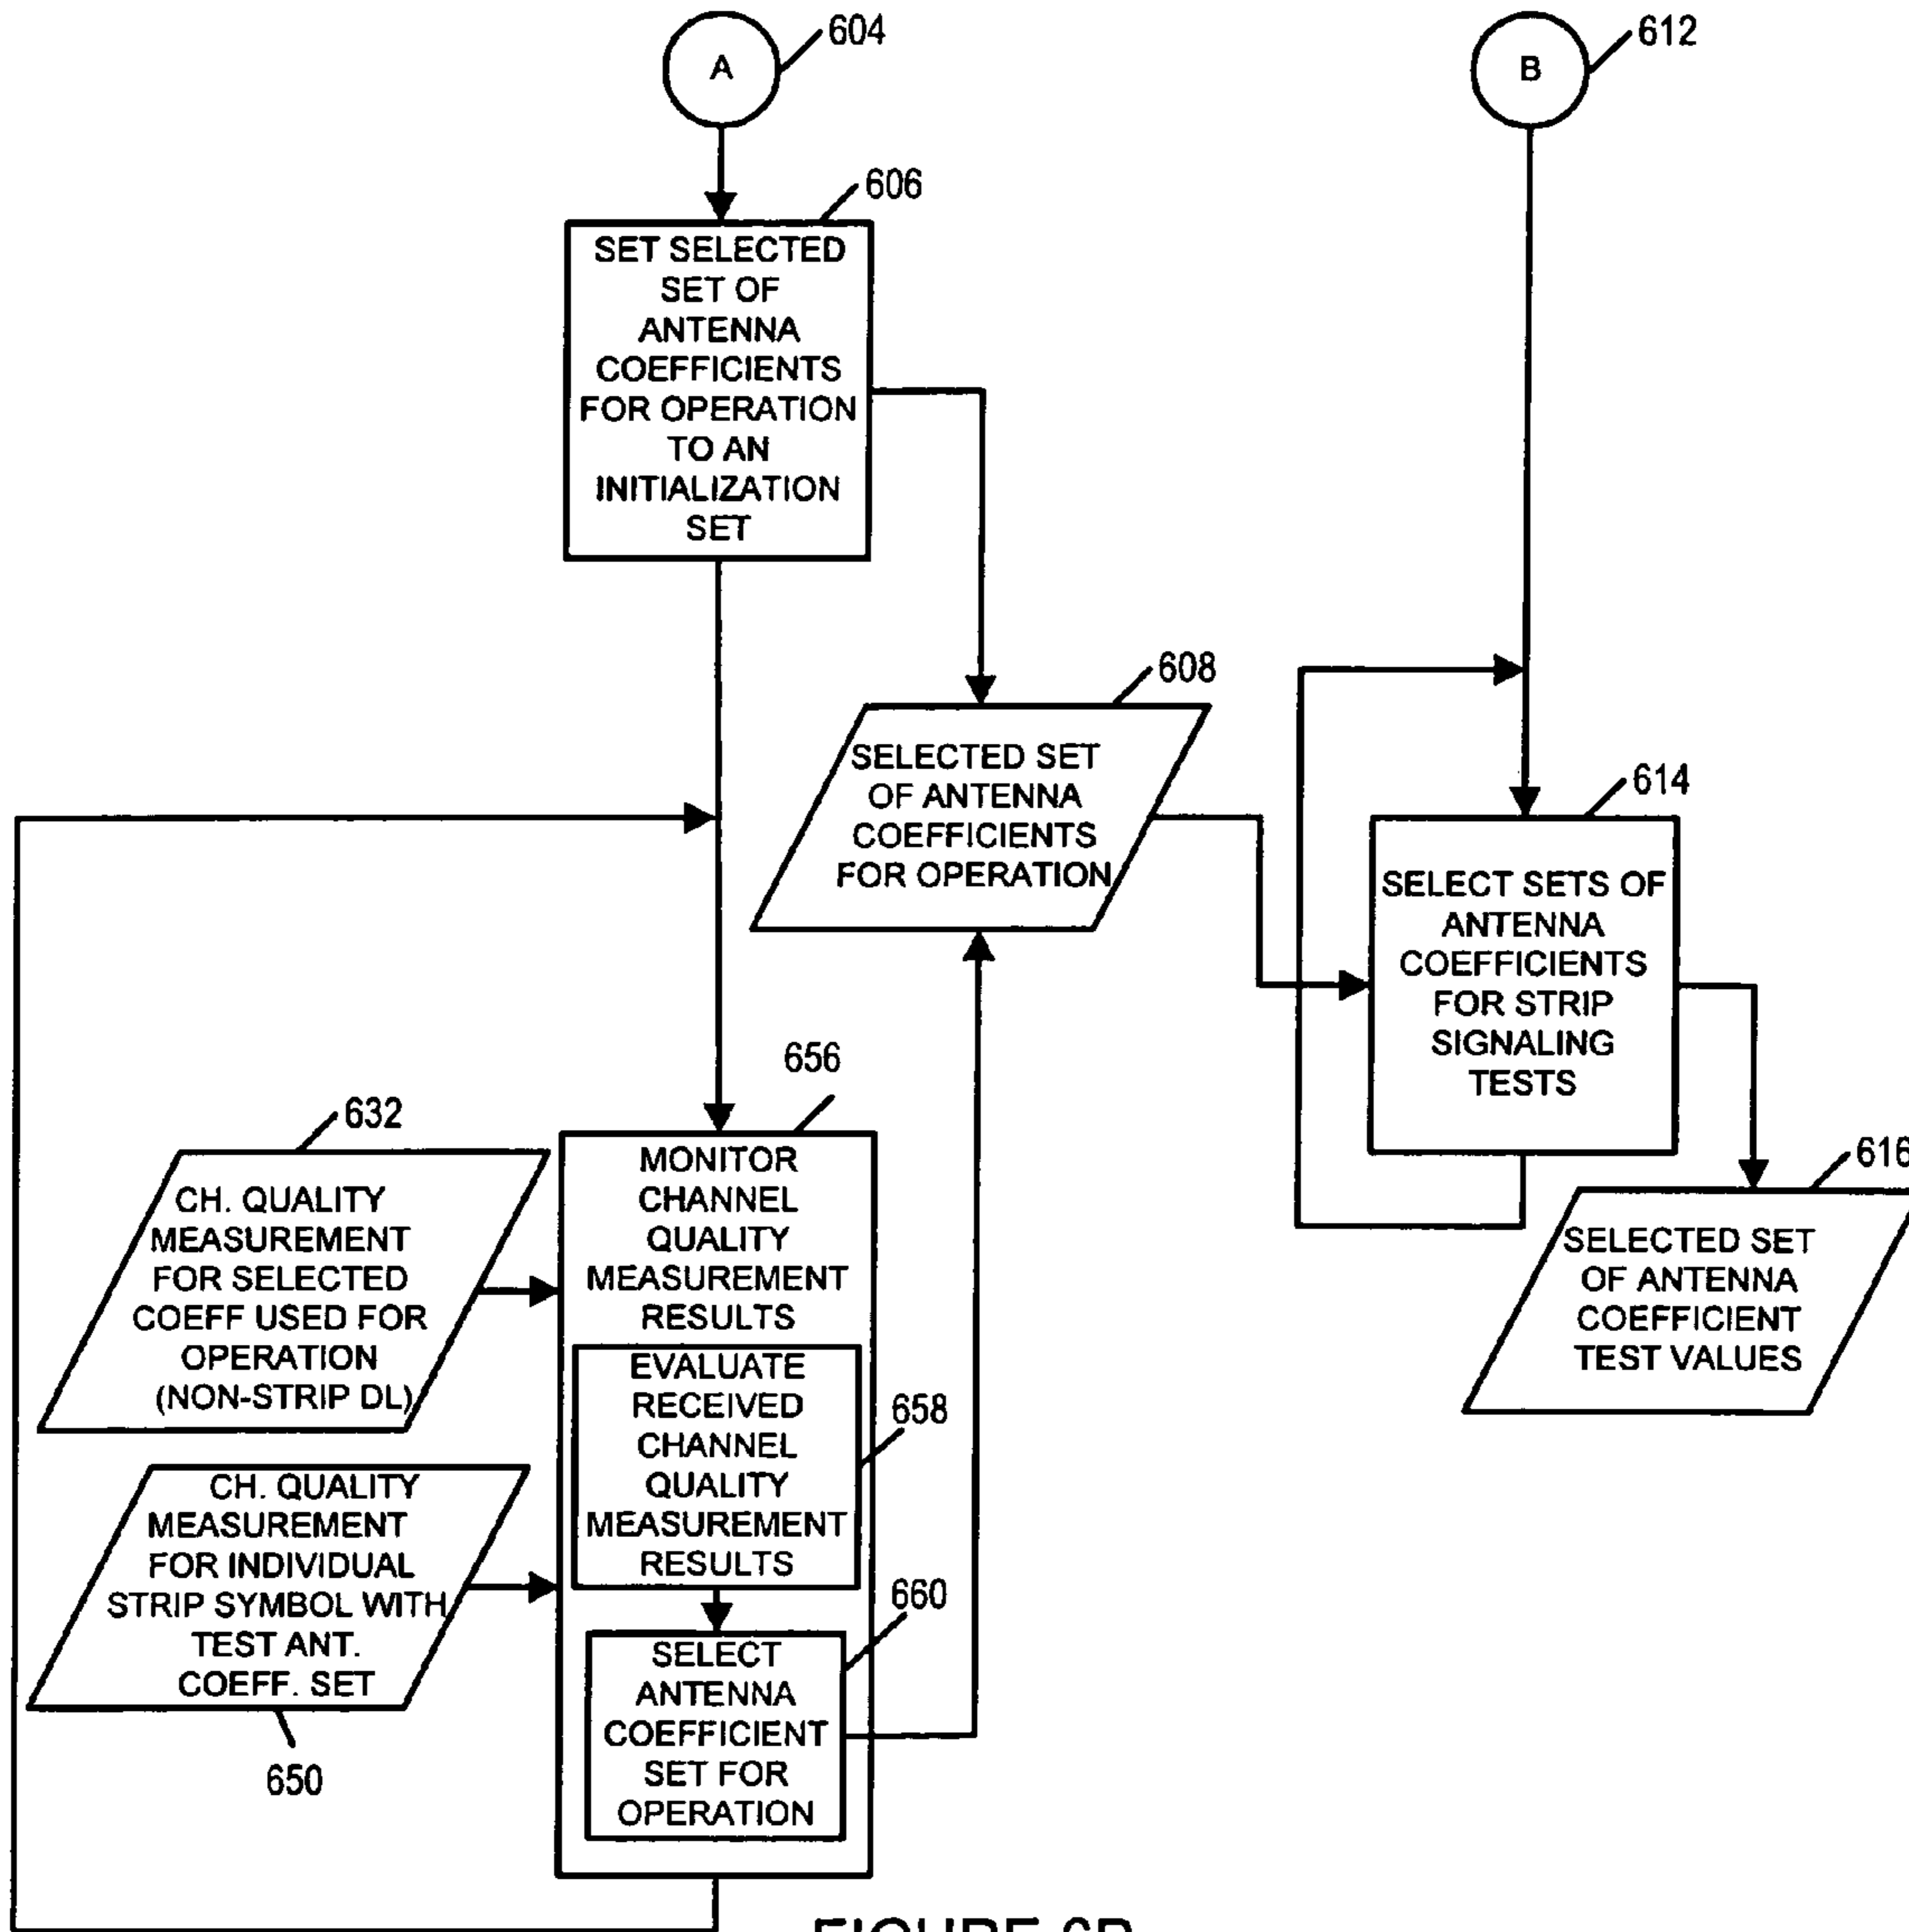 A
604
B
612
606
SET SELECTED
SET OF
ANTENNA
COEFFICIENTS
FOR OPERATION
TO AN
INITIALIZATION
SET
608
SELECTED SET
OF ANTENNA
COEFFICIENTS
FOR OPERATION
614
SELECT SETS OF
ANTENNA
COEFFICIENTS
FOR STRIP
SIGNALING
TESTS
616
SELECTED SET
OF ANTENNA
COEFFICIENT
TEST VALUES
656
MONITOR
CHANNEL
QUALITY
MEASUREMENT
RESULTS
632
CH. QUALITY
MEASUREMENT
FOR SELECTED
COEFF USED FOR
OPERATION
(NON-STRIP DL)
EVALUATE
RECEIVED
CHANNEL
QUALITY
MEASUREMENT
RESULTS
658
CH. QUALITY
MEASUREMENT
FOR INDIVIDUAL
STRIP SYMBOL WITH
TEST ANT.
COEFF. SET
650
660
SELECT
ANTENNA
COEFFICIENT
SET FOR
OPERATION